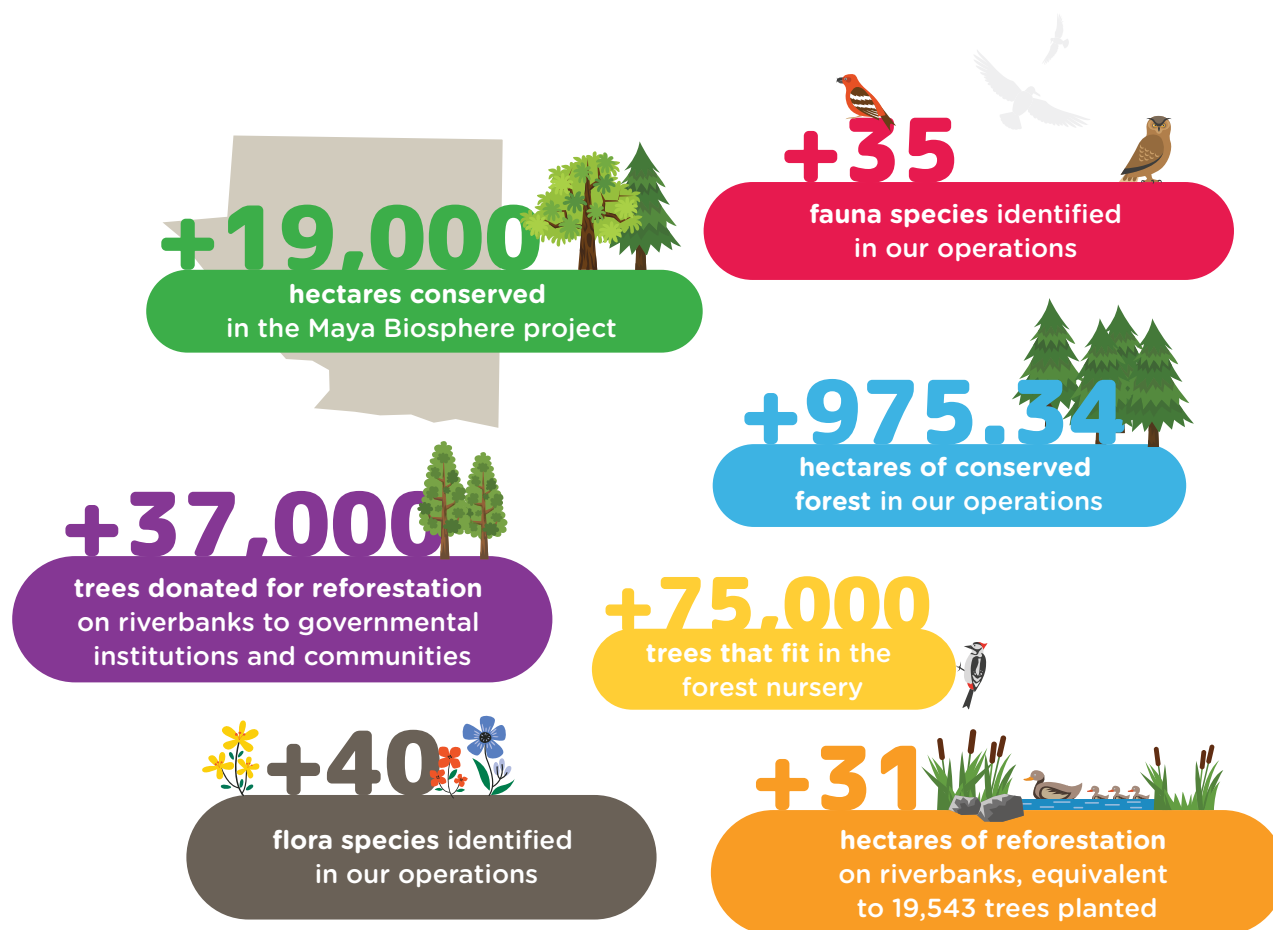 +19,000
hectares conserved
in the Maya Biosphere project
+35
fauna species identified
in our operations
+975.34
hectares of conserved
forest in our operations
+37,000
trees donated for reforestation
on riverbanks to governmental
institutions and communities
+75,000
trees that fit in the
forest nursery
+40
flora species identified
in our operations
+31
hectares of reforestation
on riverbanks, equivalent
to 19,543 trees planted